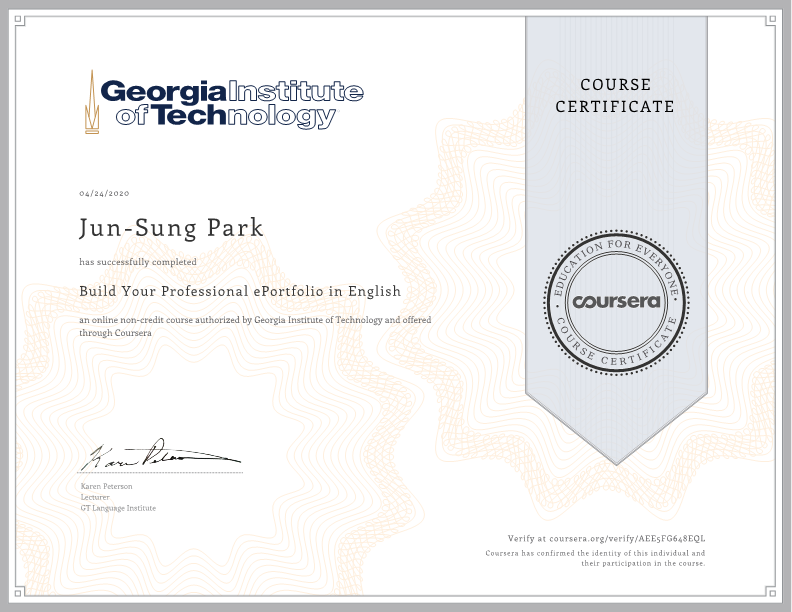 Georgia Institute
of Technology
COURSE
CERTIFICATE
04/24/2020
Jun-Sung Park
has successfully completed
Build Your Professional ePortfolio in English
an online non-credit course authorized by Georgia Institute of Technology and offered
through Coursera
EDUCATION FOR EVERYONE
coursera
COURSE CERTIFICATE
Karen Peterson
Karen Peterson
Lecturer
GT Language Institute
Verify at coursera.org/verify/AEE5FG648EQL
Coursera has confirmed the identity of this individual and
their participation in the course.